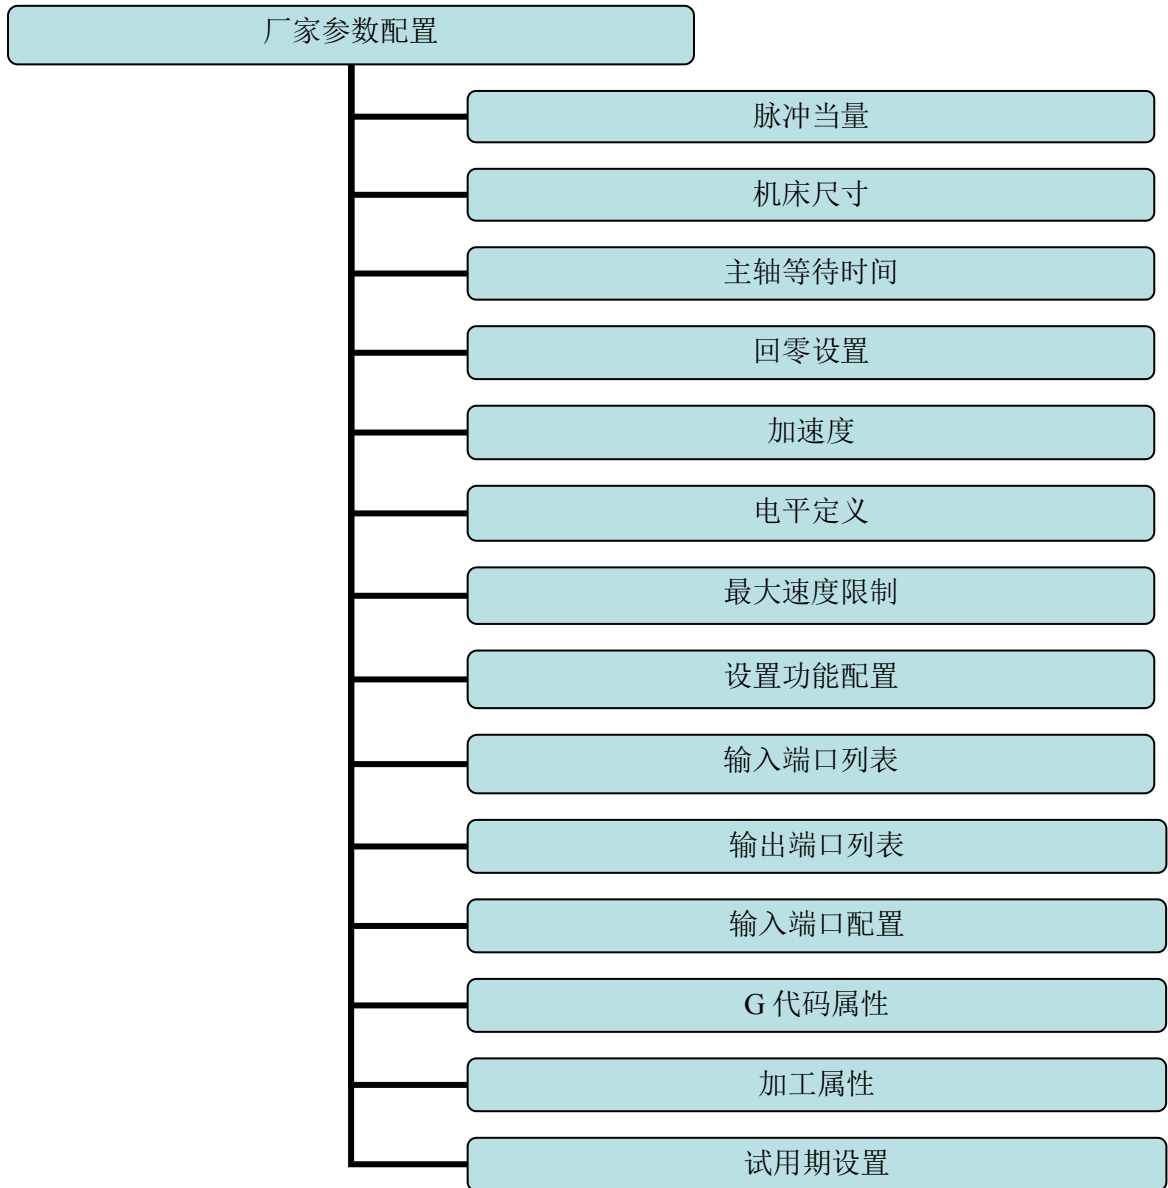 厂家参数配置
脉冲当量
机床尺寸
主轴等待时间
回零设置
加速度
电平定义
最大速度限制
设置功能配置
输入端口列表
输出端口列表
输入端口配置
G 代码属性
加工属性
试用期设置